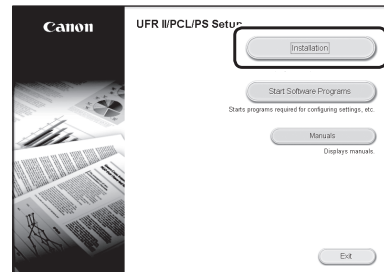 Canon
UFR II/PCL/PS Setup
Installation
Start Software Programs
Starts programs required for configuring settings, etc.
Manuals
Displays manuals.
Exit